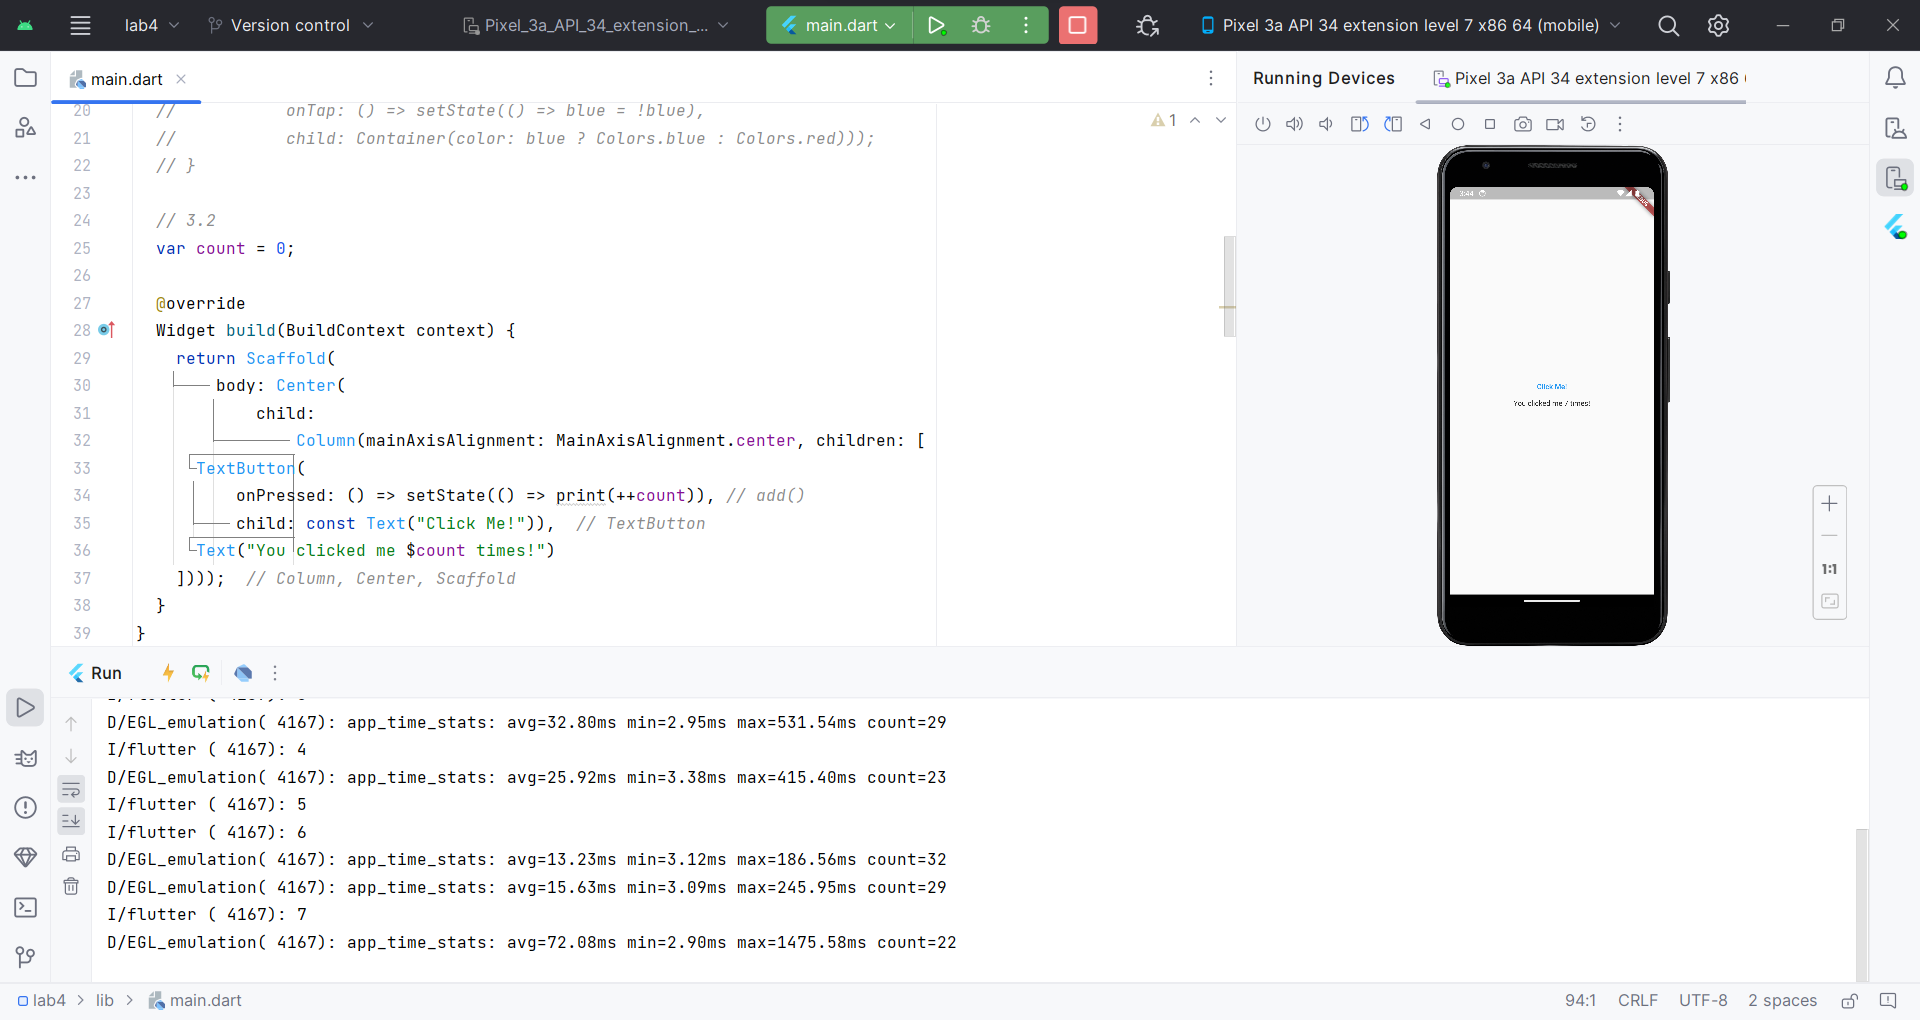 lab4
Version control
Pixel_3a_API_34_extension_...
main.dart
Pixel 3a API 34 extension level 7 x86 64 (mobile)
main.dart
Running Devices
Pixel 3a API 34 extension level 7 x86
20 // onTap: () => setState(() => blue = !blue),
21 // child: Container(color: blue ? Colors.blue : Colors.red)));
22 // }
23
24 // 3.2
25 var count = 0;
26
27 @override
28 Widget build(BuildContext context) {
29 return Scaffold(
30 body: Center(
31 child:
32 Column(mainAxisAlignment: MainAxisAlignment.center, children: [
33 TextButton(
34 onPressed: () => setState(() => print(++count)), // add()
35 child: const Text("Click Me!")), // TextButton
36 Text("You clicked me $count times!")
37 ]))); // Column, Center, Scaffold
38 }
39 }
1
3:44
Click Me!
You clicked me 7 times!
1:1
Run
D/EGL_emulation( 4167): app_time_stats: avg=32.80ms min=2.95ms max=531.54ms count=29
I/flutter ( 4167): 4
D/EGL_emulation( 4167): app_time_stats: avg=25.92ms min=3.38ms max=415.40ms count=23
I/flutter ( 4167): 5
I/flutter ( 4167): 6
D/EGL_emulation( 4167): app_time_stats: avg=13.23ms min=3.12ms max=186.56ms count=32
D/EGL_emulation( 4167): app_time_stats: avg=15.63ms min=3.09ms max=245.95ms count=29
I/flutter ( 4167): 7
D/EGL_emulation( 4167): app_time_stats: avg=72.08ms min=2.90ms max=1475.58ms count=22
lab4 > lib > main.dart
94:1 CRLF UTF-8 2 spaces